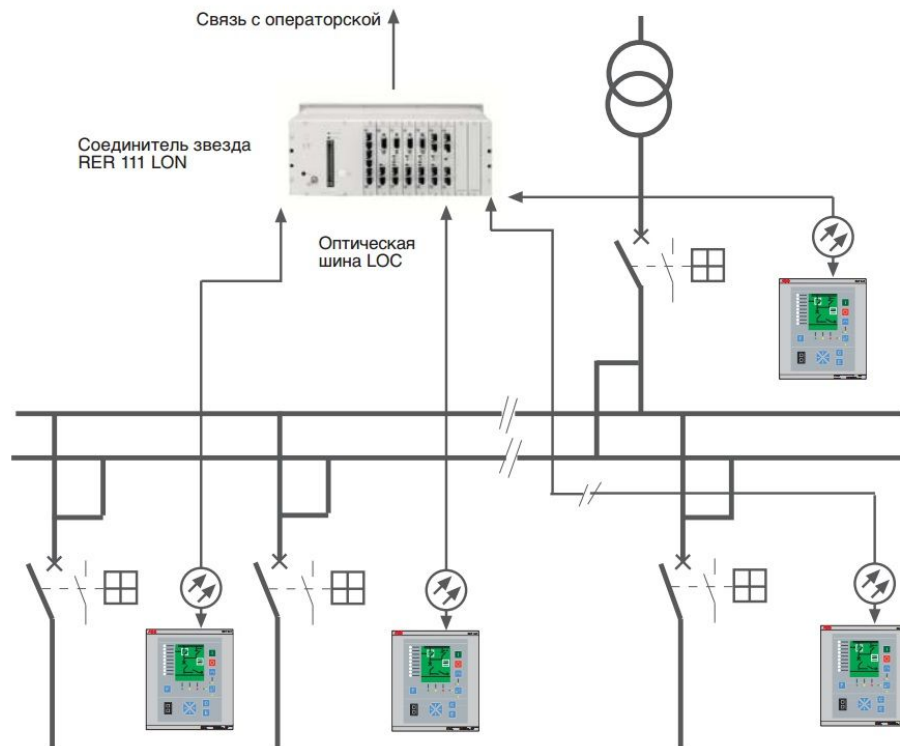 Связь с операторской
Соединитель звезда
RER 111 LON
Оптическая
шина LOC